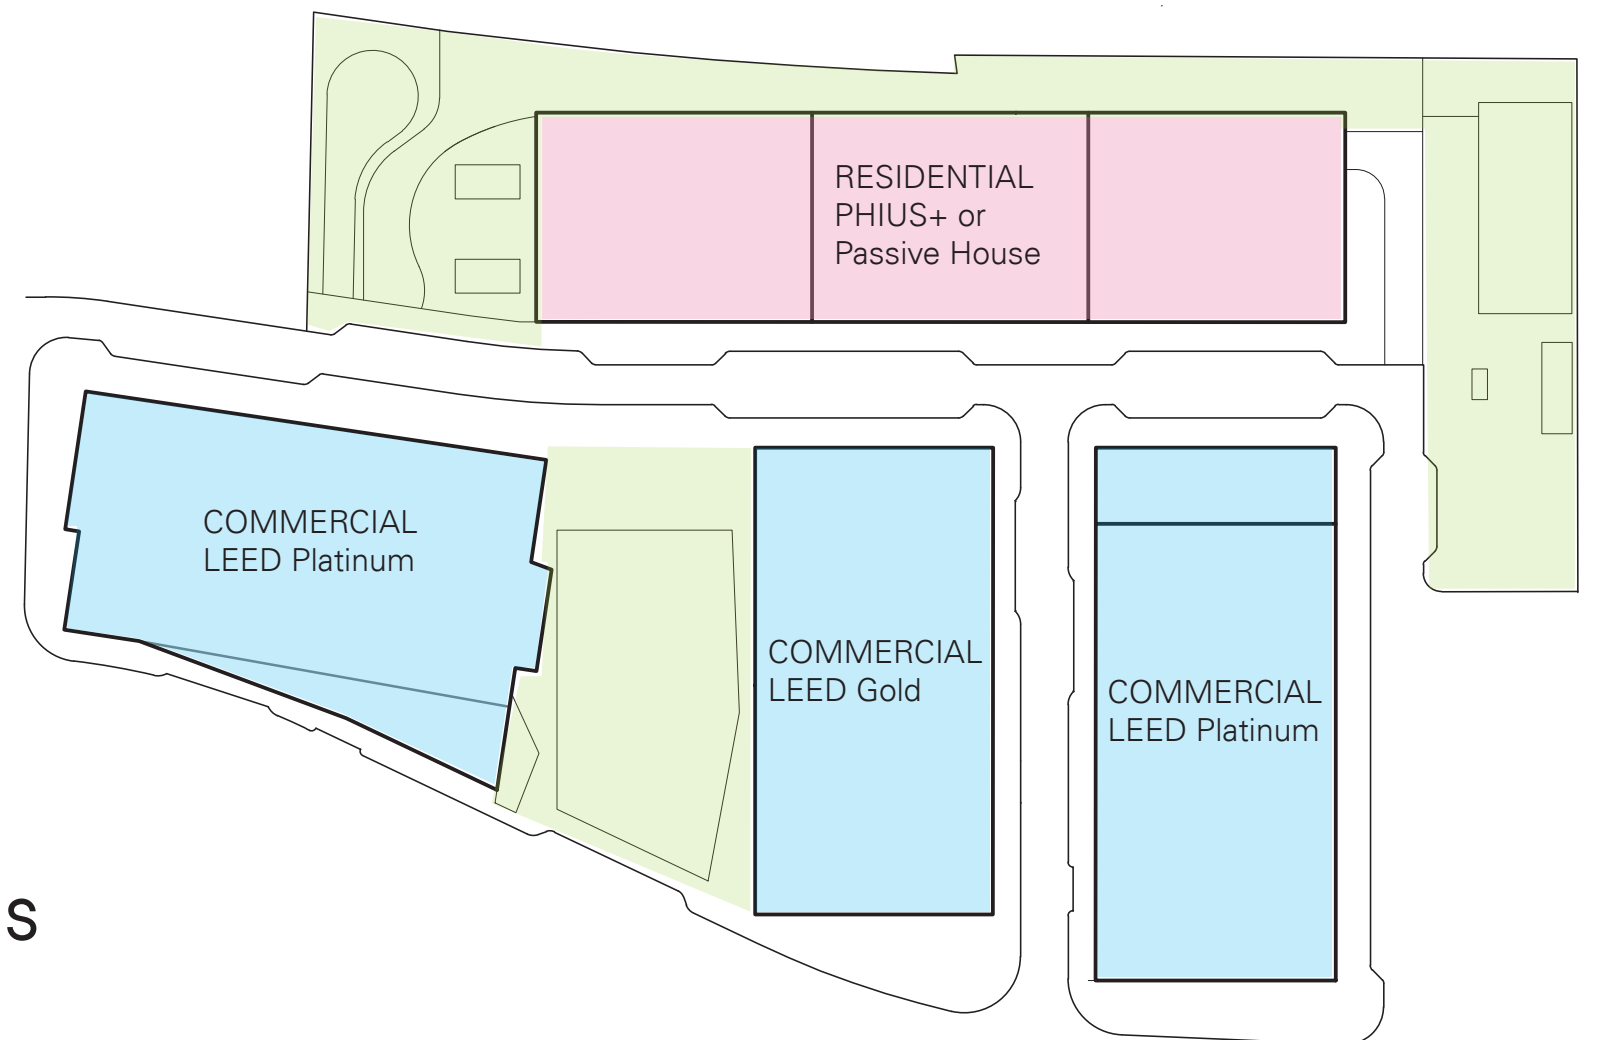 RESIDENTIAL
PHIUS+ or
Passive House
COMMERCIAL
LEED Platinum
COMMERCIAL
LEED Gold
COMMERCIAL
LEED Platinum
S